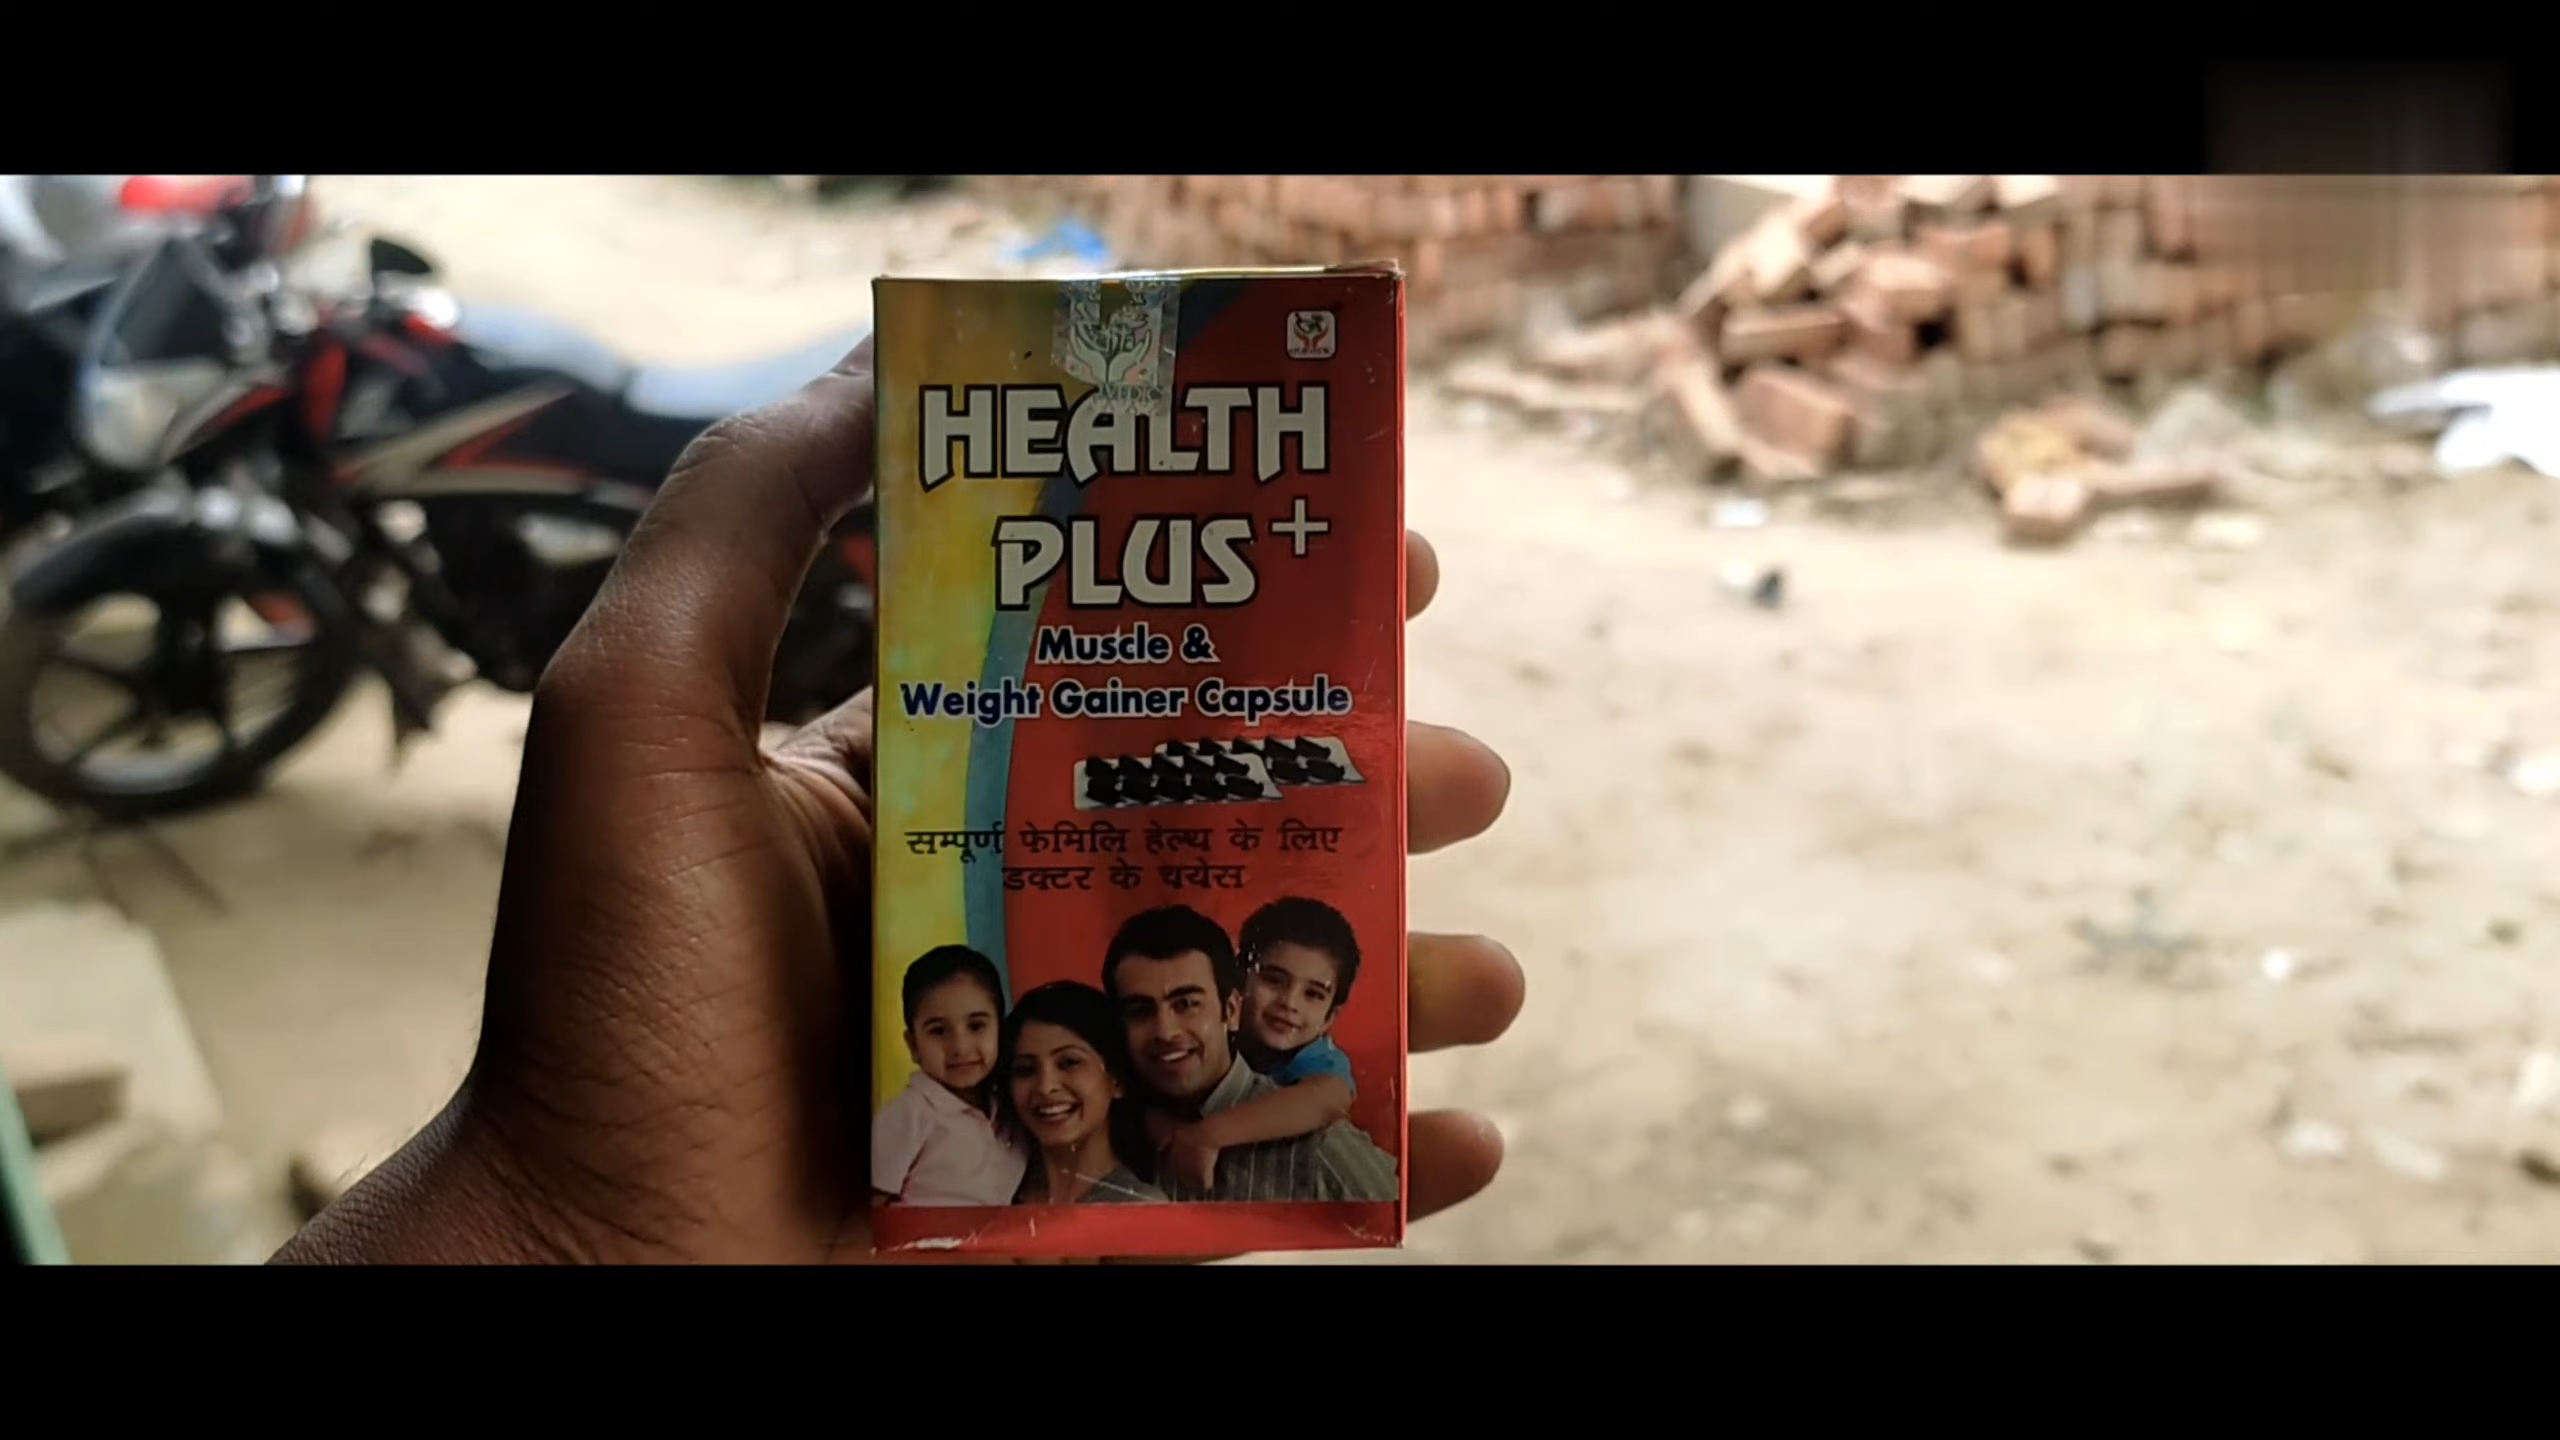 HEALTH
PLUS+
Muscle &
Weight Gainer Capsule
सम्पूर्ण फेमिलि हेल्थ के लिए
डक्टर के चयेस